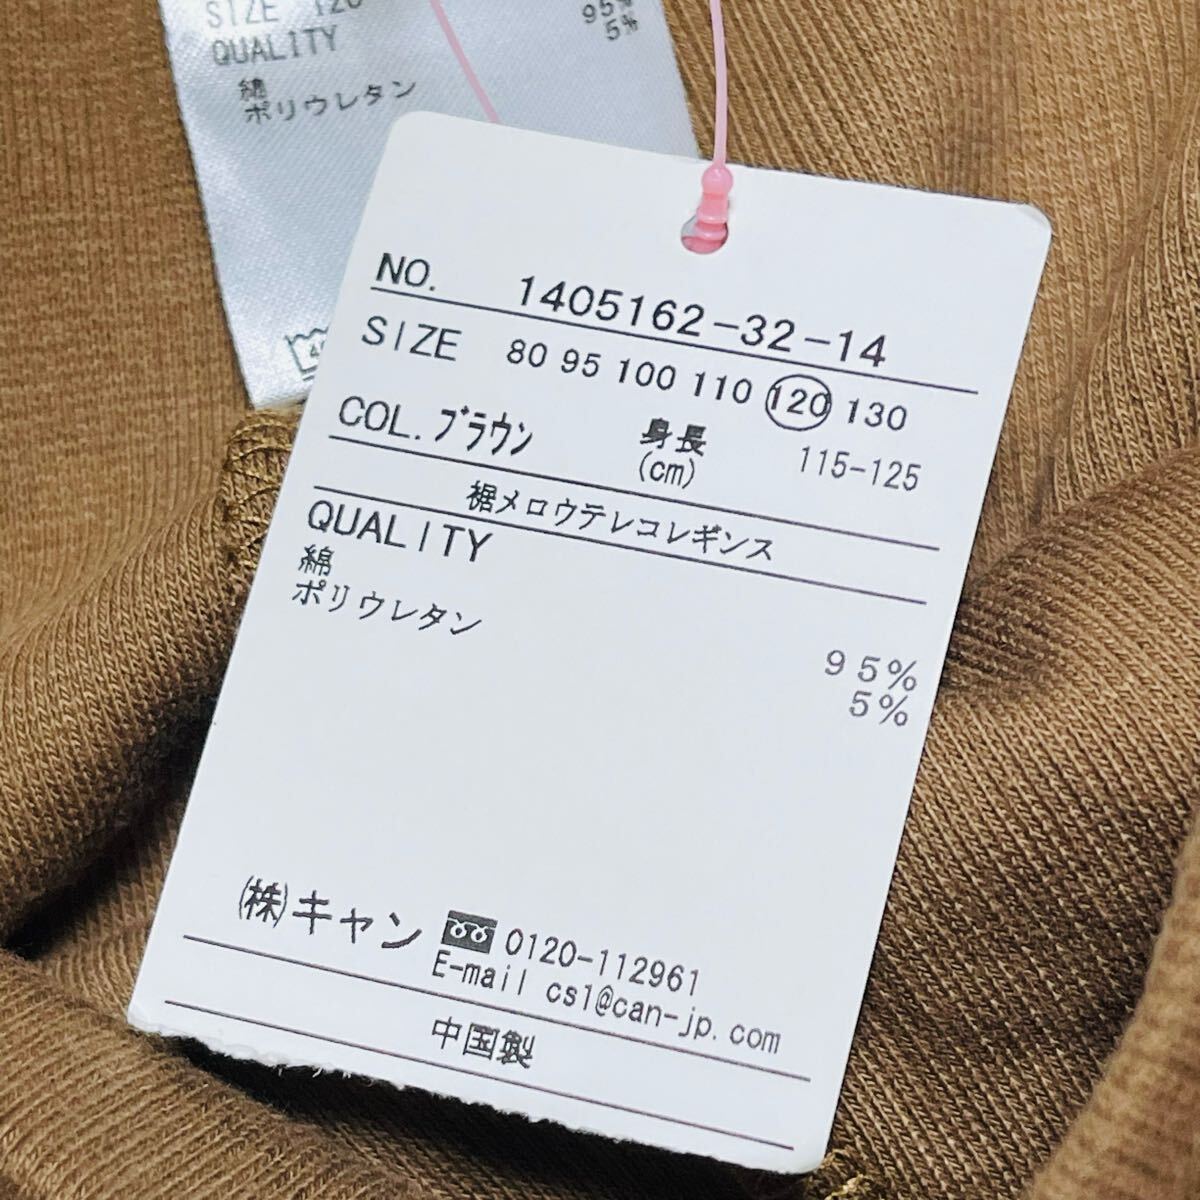 SIZE 120
95%
QUALITY
5%
綿
ポリウレタン
NO. 1405162-32-14
SIZE 80 95 100 110 120 130
COL. ブラウン 身長(cm) 115-125
裾メロウテレコレギンス
QUALITY
綿 95%
ポリウレタン 5%
(株)キャン 0120-112961
E-mail cs1@can-jp.com
中国製